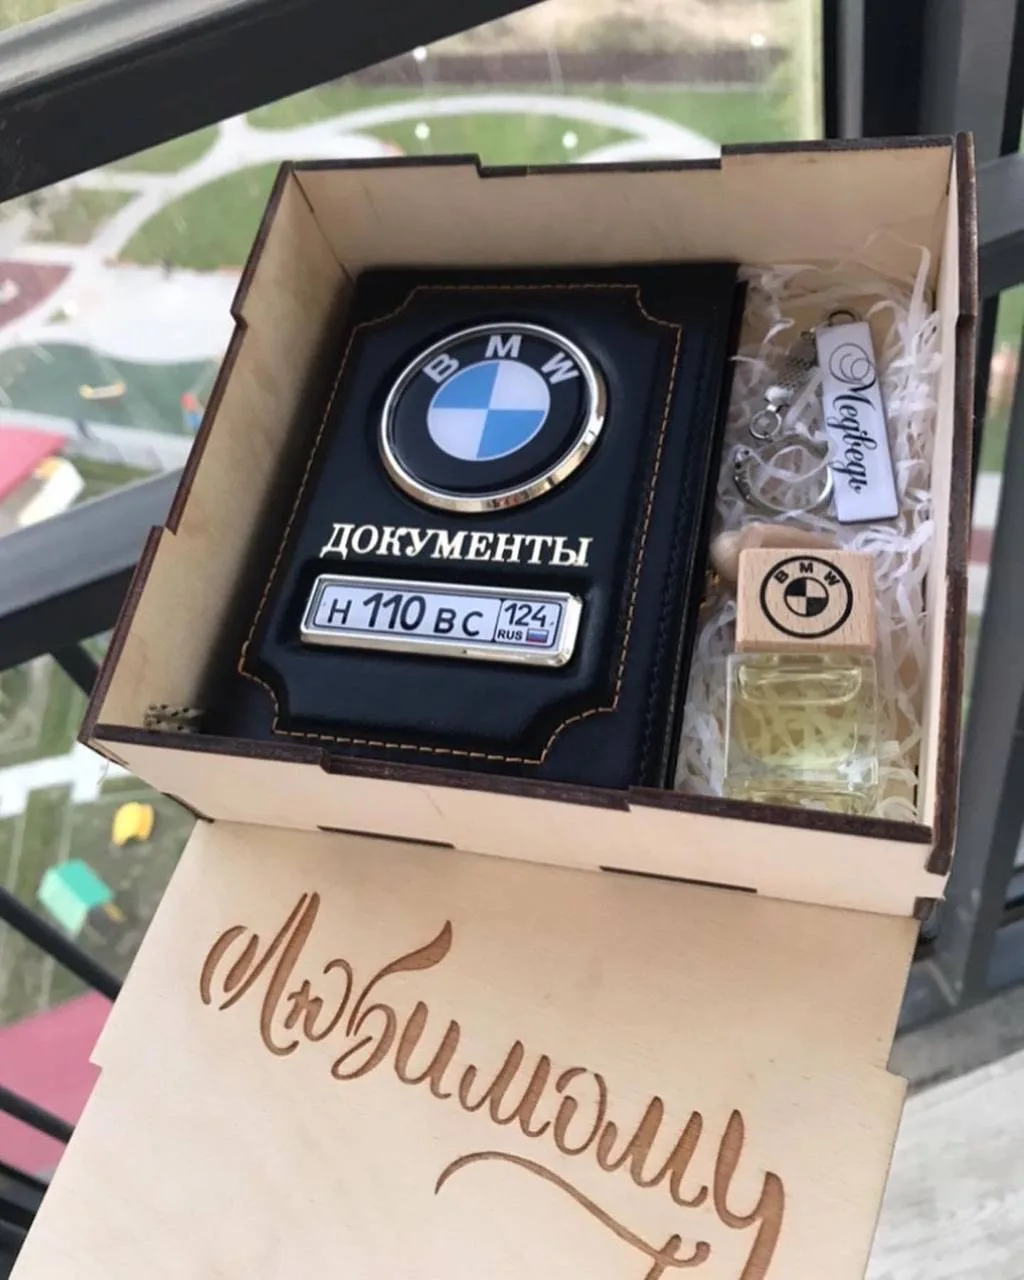 BMW
ДОКУМЕНТЫ
Н 110 ВС 124
RUS
Медведь
BMW
Любимому